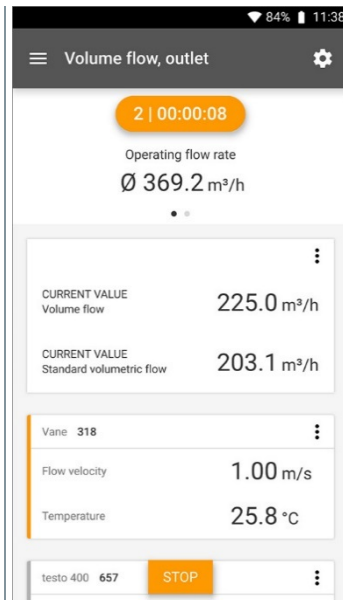 84% 11:38
Volume flow, outlet
2 | 00:00:08
Operating flow rate
Ø 369.2 m³/h
CURRENT VALUE
Volume flow
225.0 m³/h
CURRENT VALUE
Standard volumetric flow
203.1 m³/h
Vane 318
Flow velocity
1.00 m/s
Temperature
25.8 °C
testo 400 657
STOP